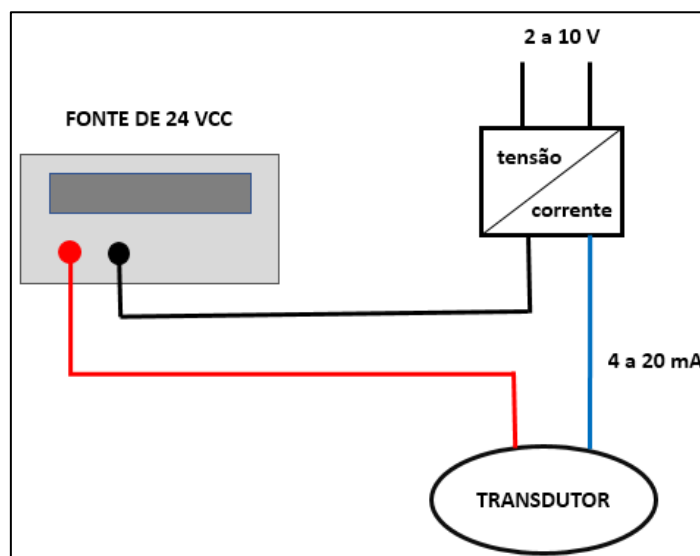 2 a 10 V
FONTE DE 24 VCC
tensão
corrente
4 a 20 mA
TRANSDUTOR